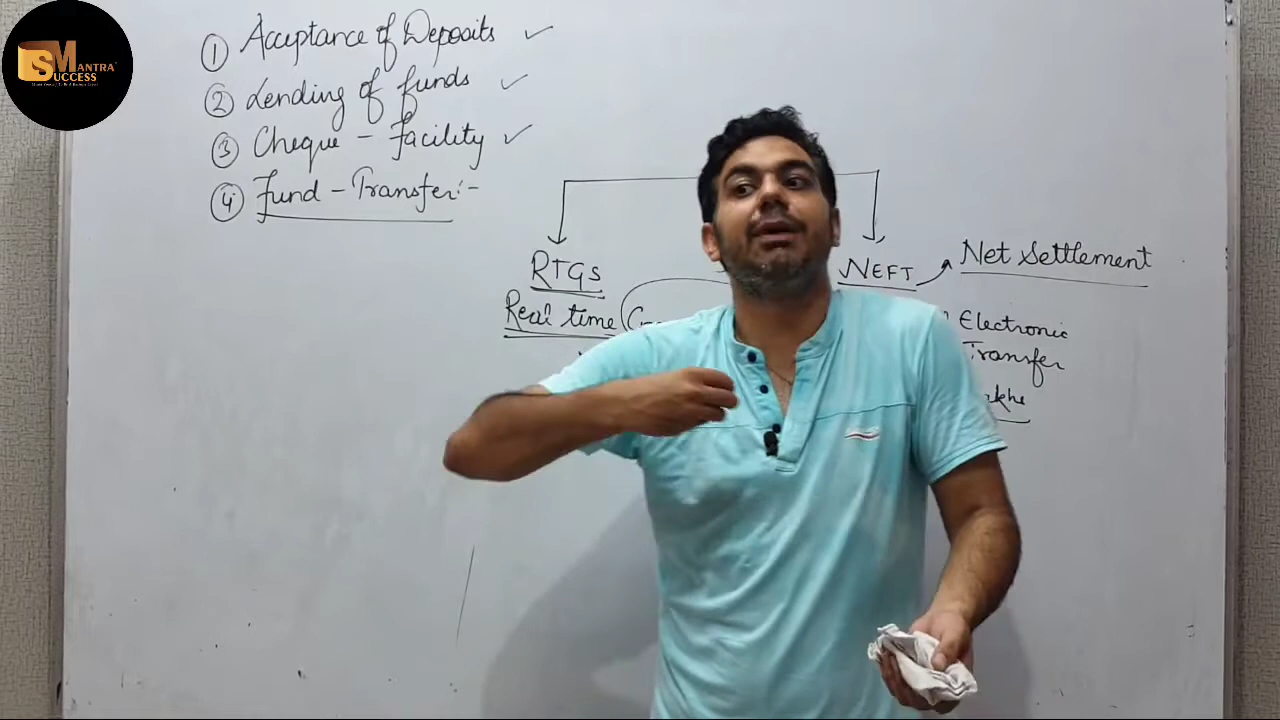 SMANTRA
SUCCESS
① Acceptance of Deposits ✓
② Lending of funds ✓
③ Cheque - Facility ✓
④ Fund - Transfer :-
RTGS
NEFT
Net Settlement
Real time
Electronic
Transfer